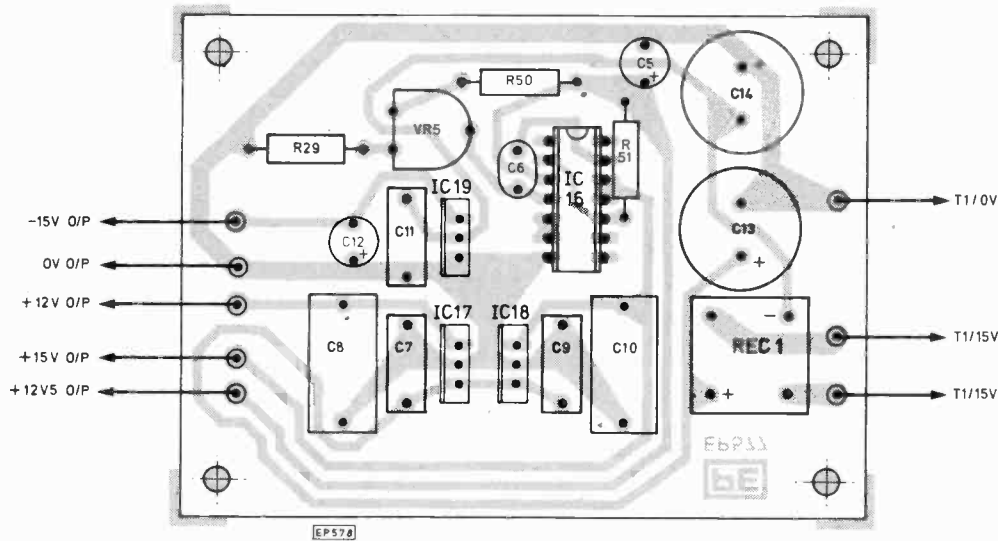 C5
+
C14
R50
VR5
R29
C6
IC
16
R
51
IC19
C11
C12
+
C13
+
-15V O/P
0V O/P
+12V O/P
+15V O/P
+12V5 O/P
T1/0V
T1/15V
T1/15V
IC17
IC18
C8
C7
C9
C10
REC 1
-
+
PE
EP578